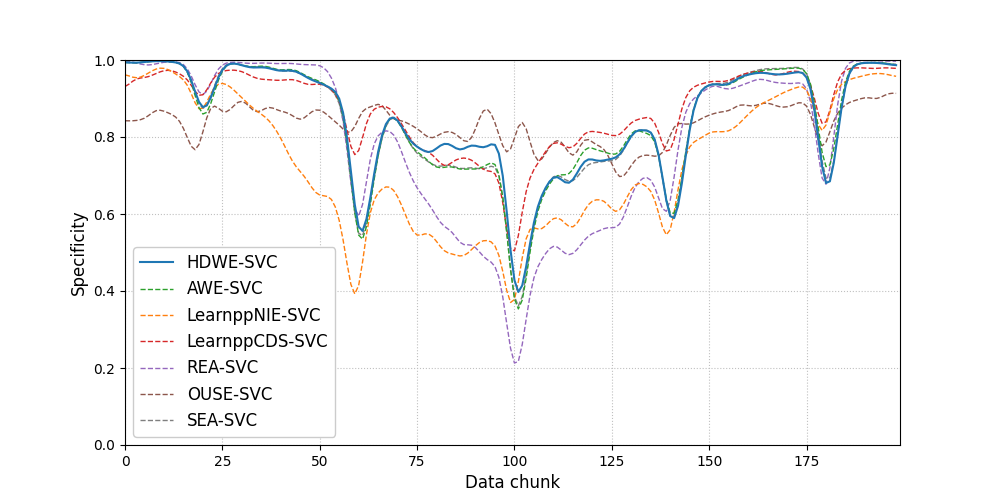 1.0
0.8
0.6
0.4
0.2
0.0
Specificity
HDWE-SVC
AWE-SVC
LearnppNIE-SVC
LearnppCDS-SVC
REA-SVC
OUSE-SVC
SEA-SVC
0 25 50 75 100 125 150 175
Data chunk